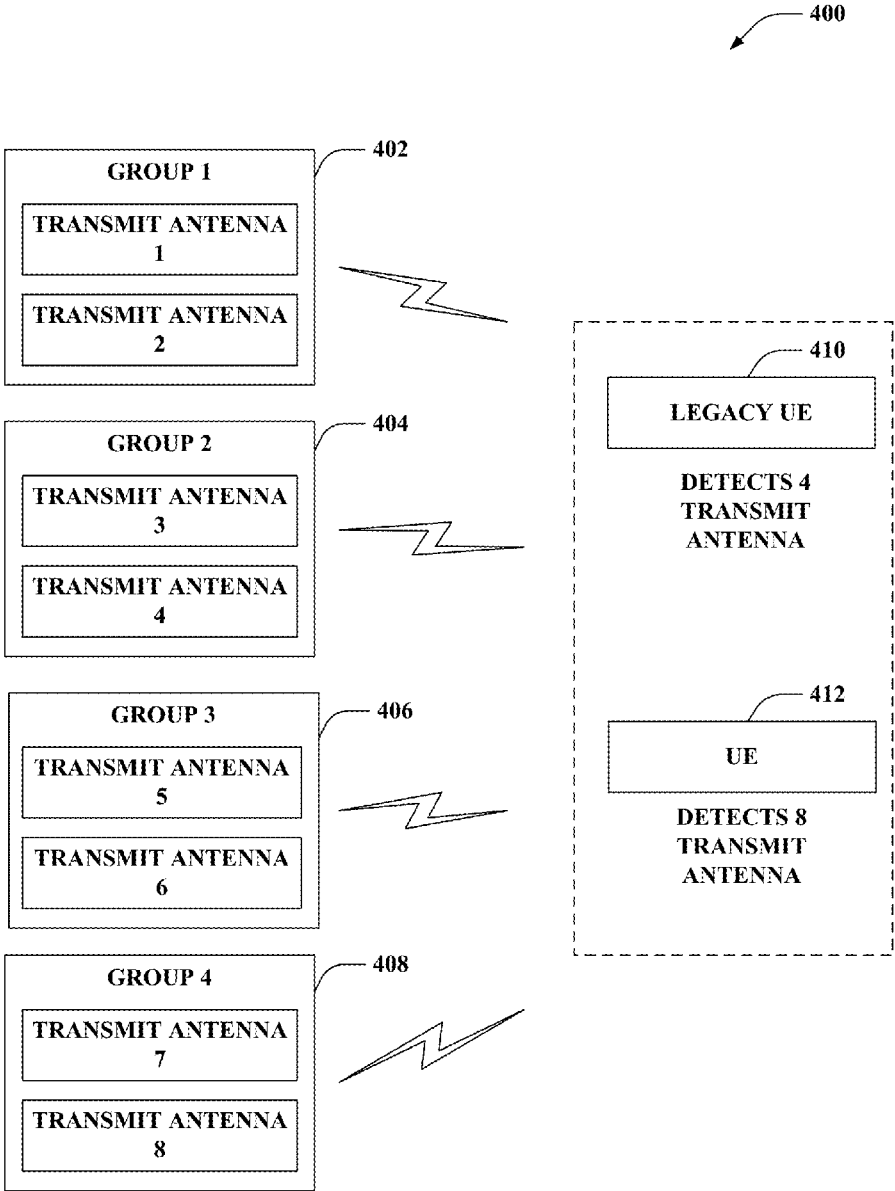 400
402
GROUP 1
TRANSMIT ANTENNA
1
TRANSMIT ANTENNA
2
404
GROUP 2
TRANSMIT ANTENNA
3
TRANSMIT ANTENNA
4
406
GROUP 3
TRANSMIT ANTENNA
5
TRANSMIT ANTENNA
6
408
GROUP 4
TRANSMIT ANTENNA
7
TRANSMIT ANTENNA
8
410
LEGACY UE
DETECTS 4
TRANSMIT
ANTENNA
412
UE
DETECTS 8
TRANSMIT
ANTENNA